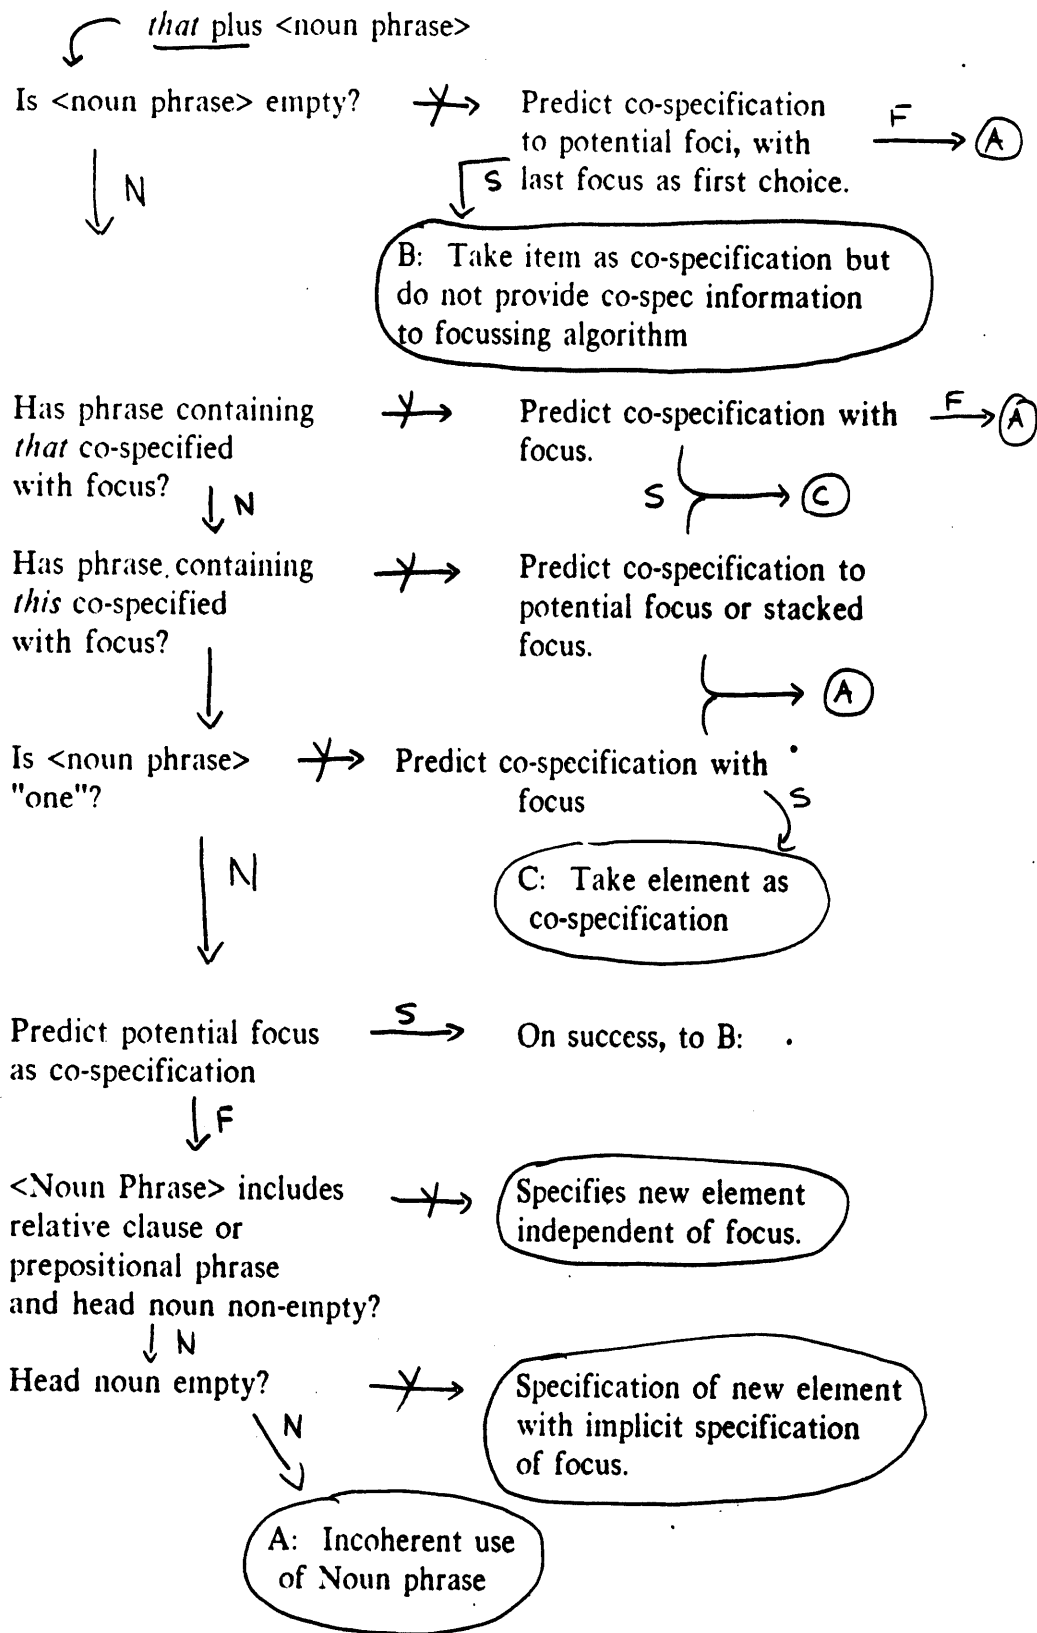 that plus <noun phrase>
Is <noun phrase> empty?
Y
Predict co-specification
to potential foci, with
last focus as first choice.
F
A
N
S
B: Take item as co-specification but
do not provide co-spec information
to focussing algorithm
Has phrase containing
that co-specified
with focus?
Y
Predict co-specification with
focus.
F
A
N
S
C
Has phrase containing
this co-specified
with focus?
Y
Predict co-specification to
potential focus or stacked
focus.
A
Is <noun phrase>
"one"?
Y
Predict co-specification with
focus
S
N
C: Take element as
co-specification
Predict potential focus
as co-specification
S
On success, to B:
F
<Noun Phrase> includes
relative clause or
prepositional phrase
and head noun non-empty?
Y
Specifies new element
independent of focus.
N
Head noun empty?
Y
Specification of new element
with implicit specification
of focus.
N
A: Incoherent use
of Noun phrase